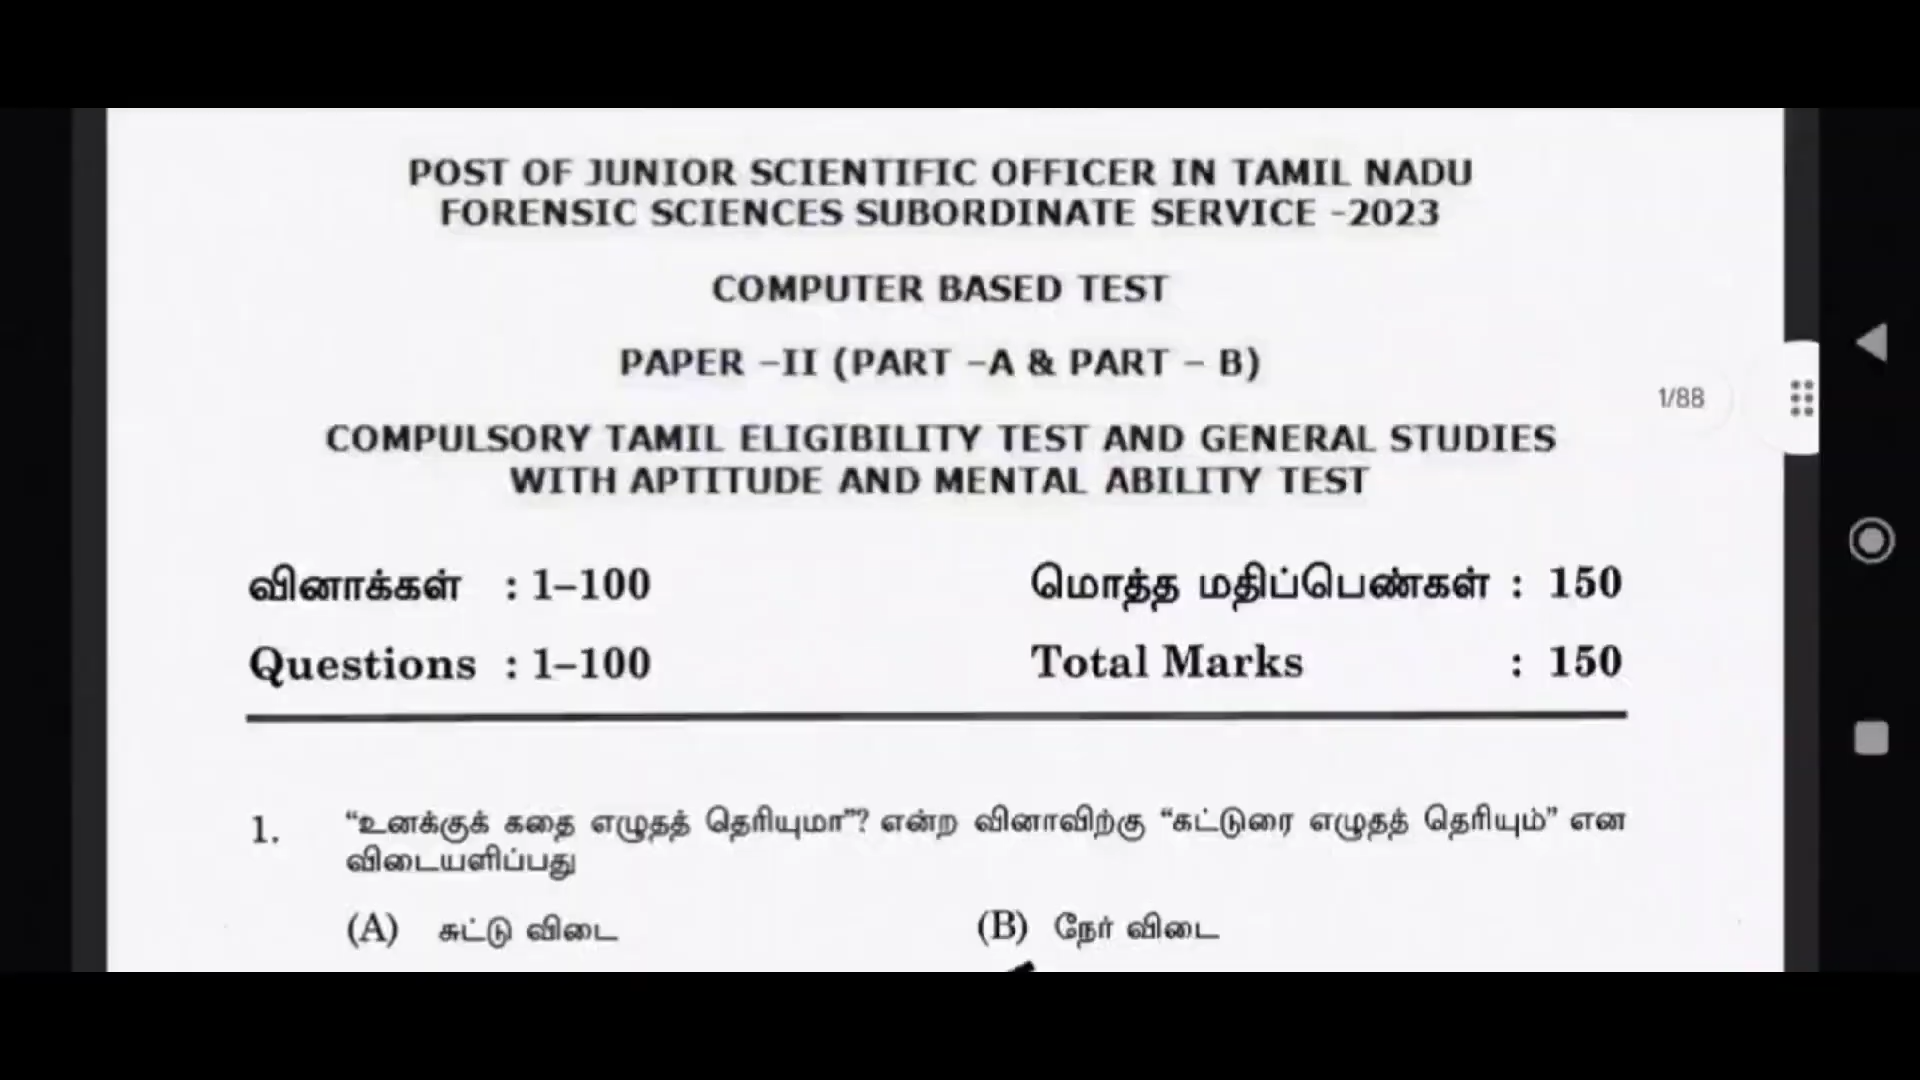 POST OF JUNIOR SCIENTIFIC OFFICER IN TAMIL NADU
FORENSIC SCIENCES SUBORDINATE SERVICE -2023
COMPUTER BASED TEST
PAPER -II (PART -A & PART - B)
1/88
COMPULSORY TAMIL ELIGIBILITY TEST AND GENERAL STUDIES
WITH APTITUDE AND MENTAL ABILITY TEST
வினாக்கள் : 1–100 மொத்த மதிப்பெண்கள் : 150
Questions : 1–100 Total Marks : 150
1. “உனக்குக் கதை எழுதத் தெரியுமா”? என்ற வினாவிற்கு “கட்டுரை எழுதத் தெரியும்” என
விடையளிப்பது
(A) சுட்டு விடை (B) நேர் விடை